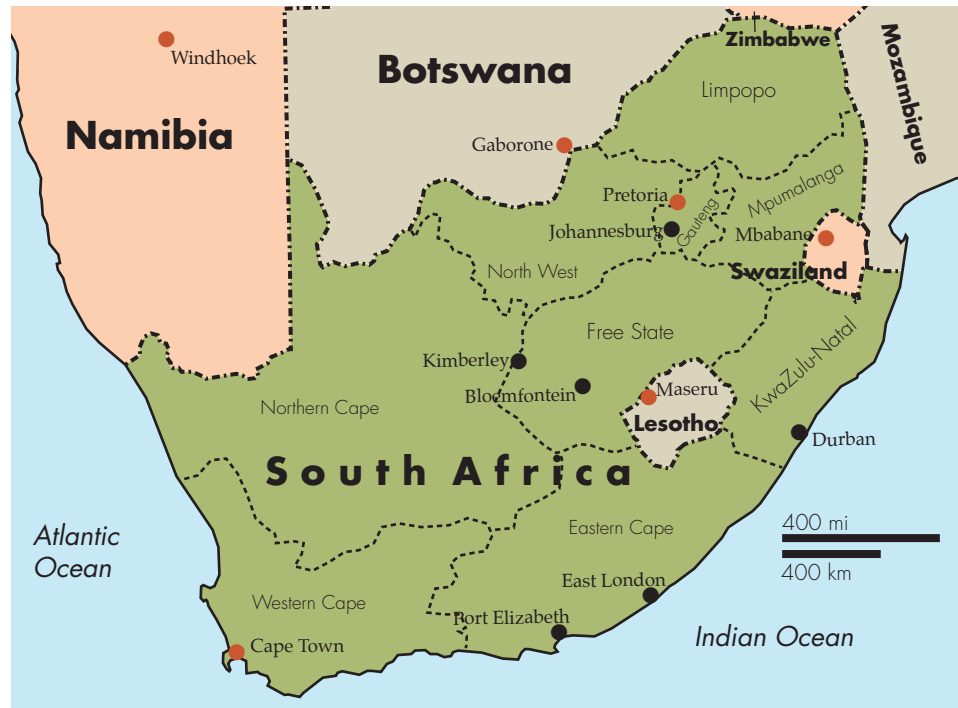 Zimbabwe
Windhoek
Botswana
Mozambique
Limpopo
Namibia
Gaborone
Pretoria
Mpumalanga
Gauteng
Johannesburg
Mbabane
North West
Swaziland
Free State
KwaZulu-Natal
Kimberley
Bloemfontein
Maseru
Northern Cape
Lesotho
Durban
South Africa
Atlantic
Ocean
Eastern Cape
400 mi
400 km
East London
Western Cape
Port Elizabeth
Indian Ocean
Cape Town